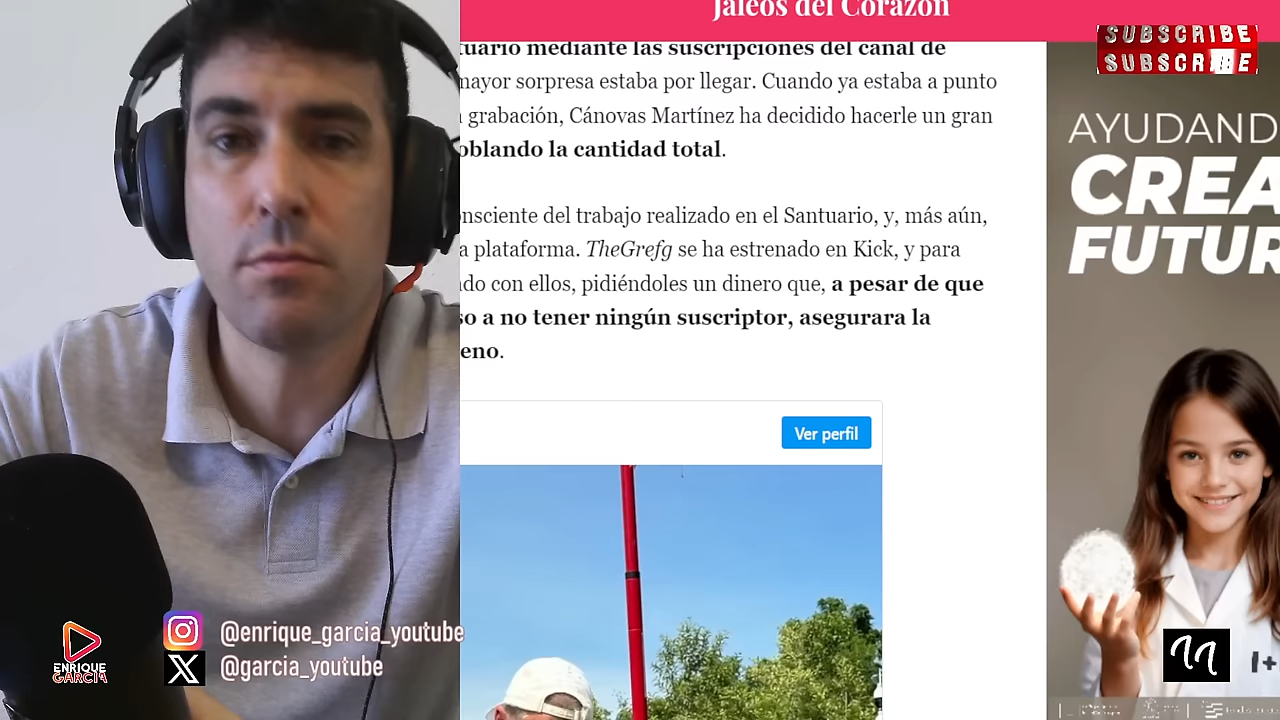 Jaleos del Corazón
SUBSCRIBE
SUBSCRIBE
tuario mediante las suscripciones del canal de
mayor sorpresa estaba por llegar. Cuando ya estaba a punto
grabación, Cánovas Martínez ha decidido hacerle un gran
oblando la cantidad total.
onsciente del trabajo realizado en el Santuario, y, más aún,
a plataforma. TheGrefg se ha estrenado en Kick, y para
do con ellos, pidiéndoles un dinero que, a pesar de que
so a no tener ningún suscriptor, asegurara la
eno.
Ver perfil
AYUDAND
CREA
FUTUR
@enrique_garcia_youtube
@garcia_youtube
ENRIQUE
GARCIA
I+